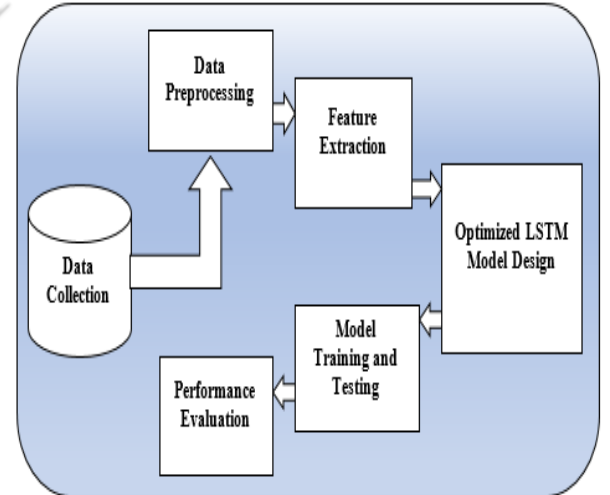 Data
Preprocessing
Feature
Extraction
Optimized LSTM
Model Design
Data
Collection
Model
Training and
Testing
Performance
Evaluation